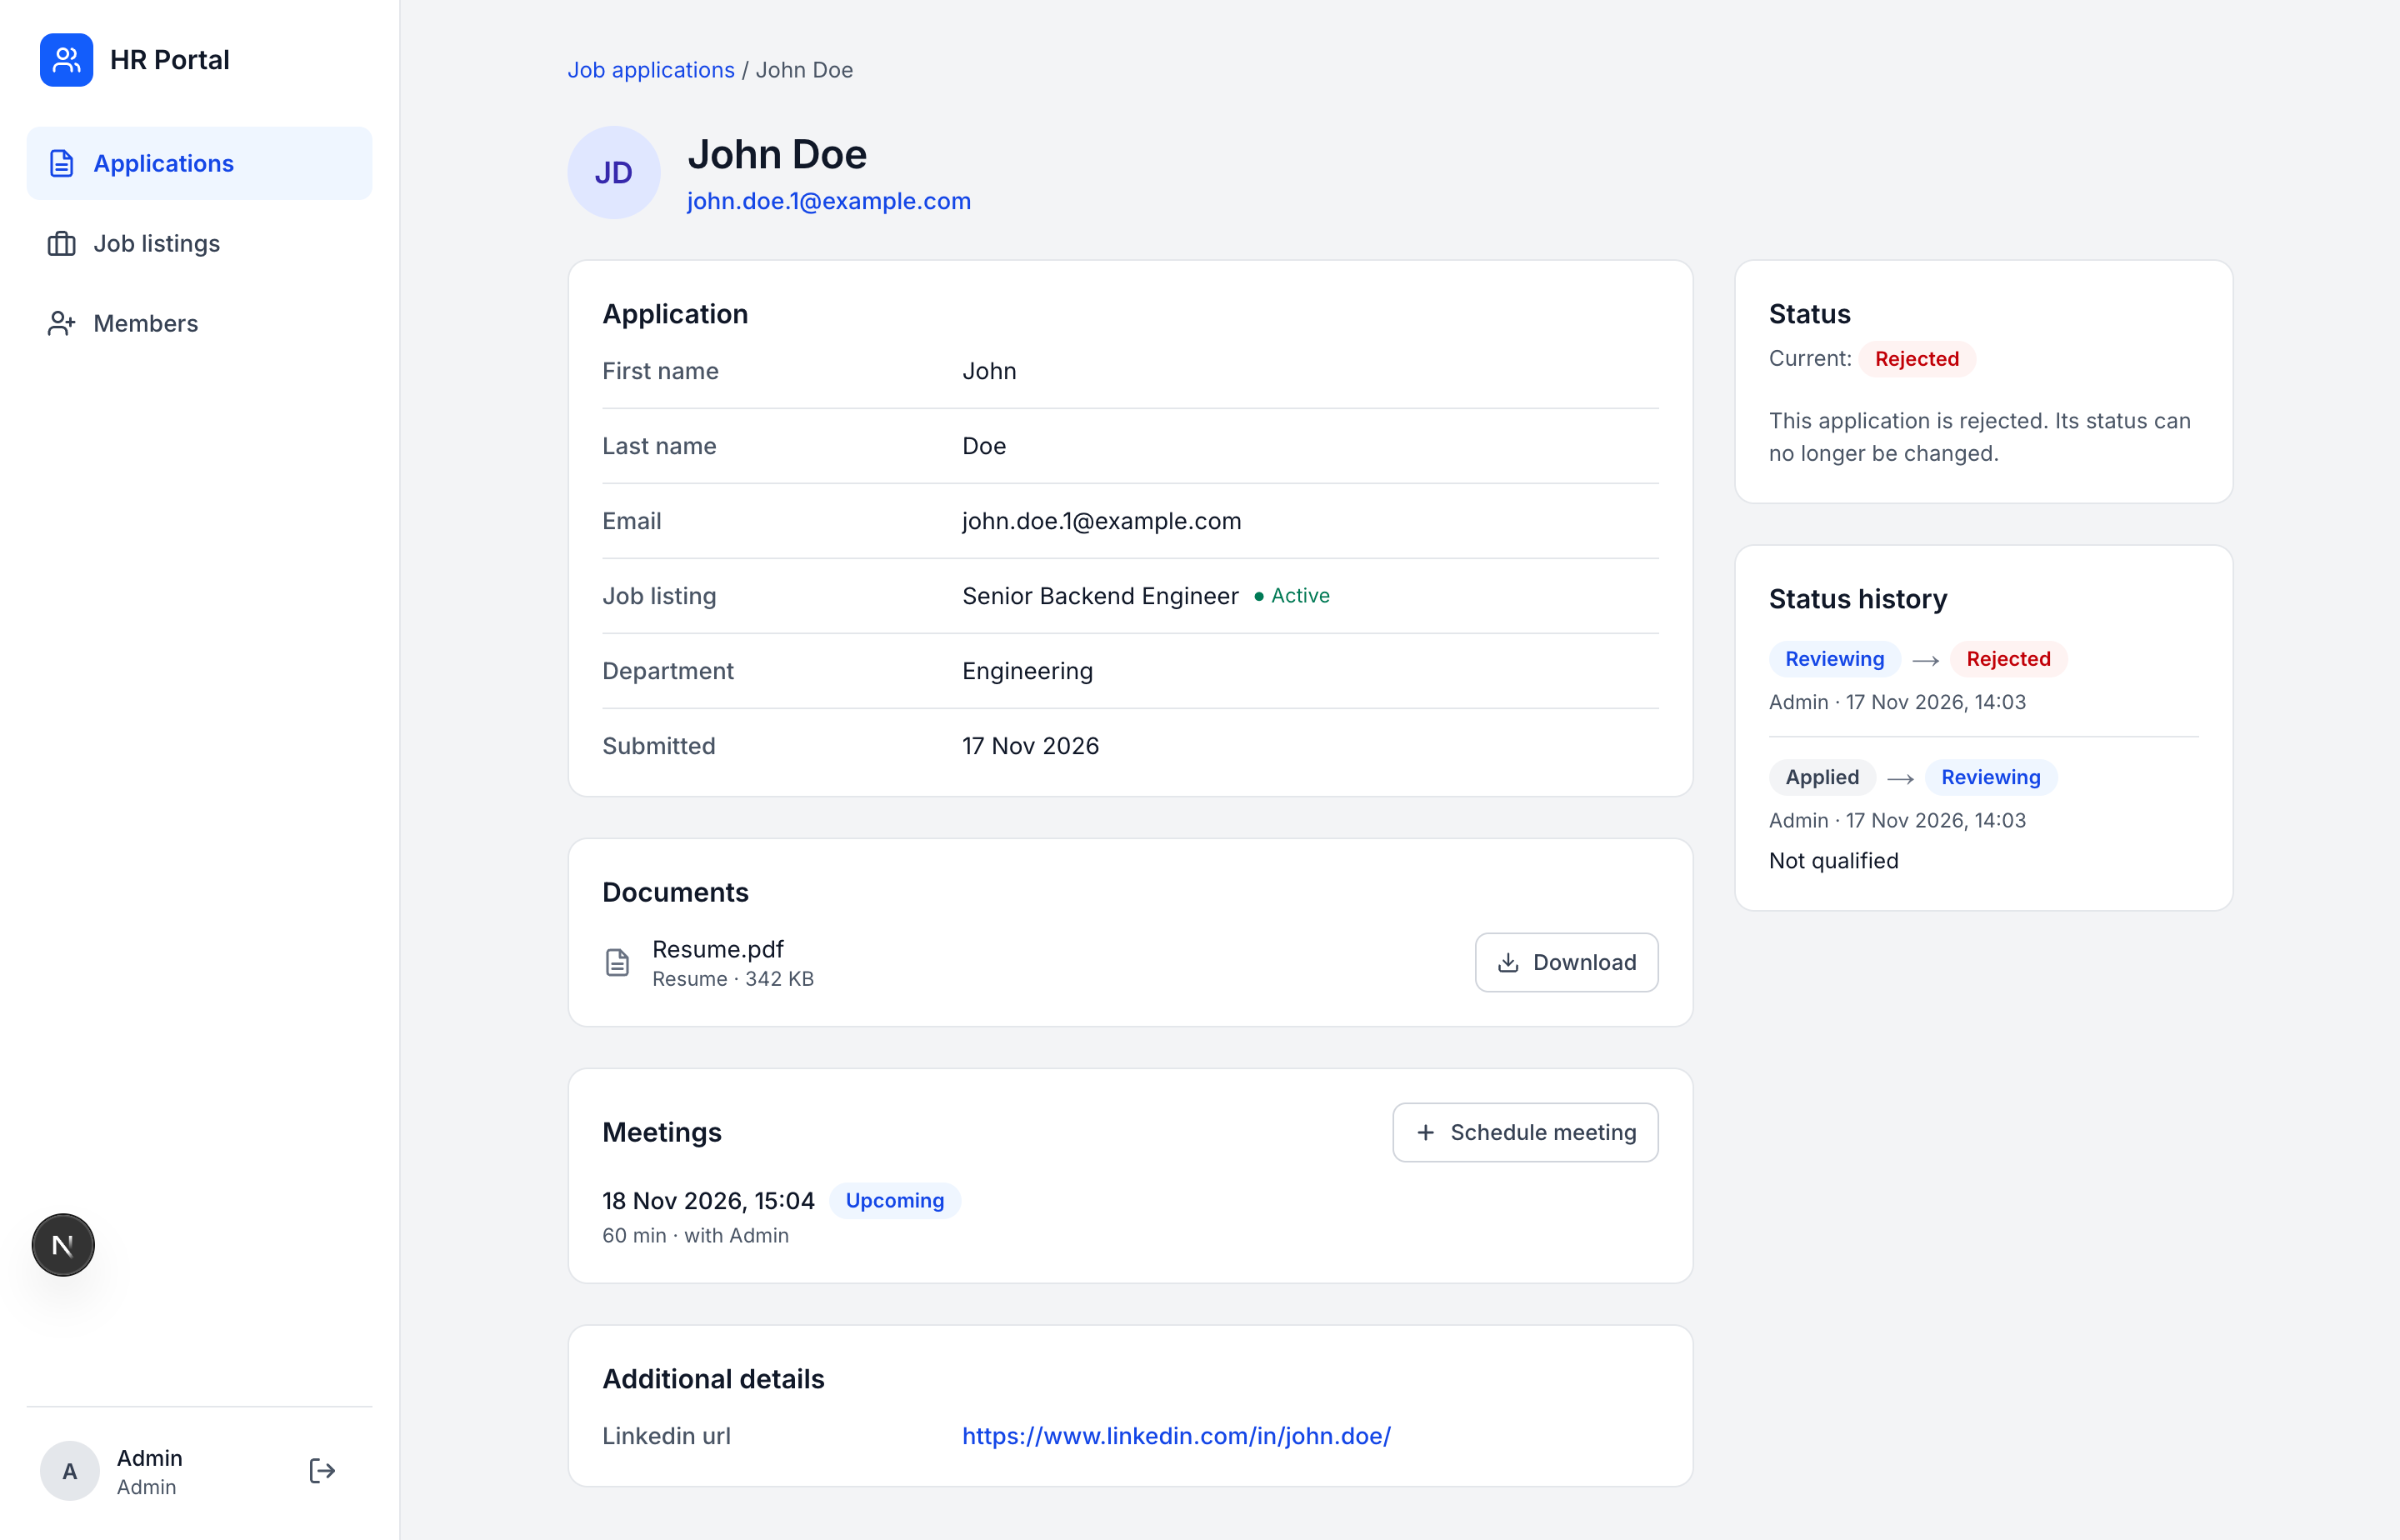 HR Portal
Applications
Job listings
Members
N
A
Admin
Admin
Job applications / John Doe
JD
John Doe
john.doe.1@example.com
Application
First name John
Last name Doe
Email john.doe.1@example.com
Job listing Senior Backend Engineer • Active
Department Engineering
Submitted 17 Nov 2026
Documents
Resume.pdf
Resume · 342 KB
Download
Meetings
+ Schedule meeting
18 Nov 2026, 15:04 Upcoming
60 min · with Admin
Additional details
Linkedin url https://www.linkedin.com/in/john.doe/
Status
Current: Rejected
This application is rejected. Its status can
no longer be changed.
Status history
Reviewing → Rejected
Admin · 17 Nov 2026, 14:03
Applied → Reviewing
Admin · 17 Nov 2026, 14:03
Not qualified